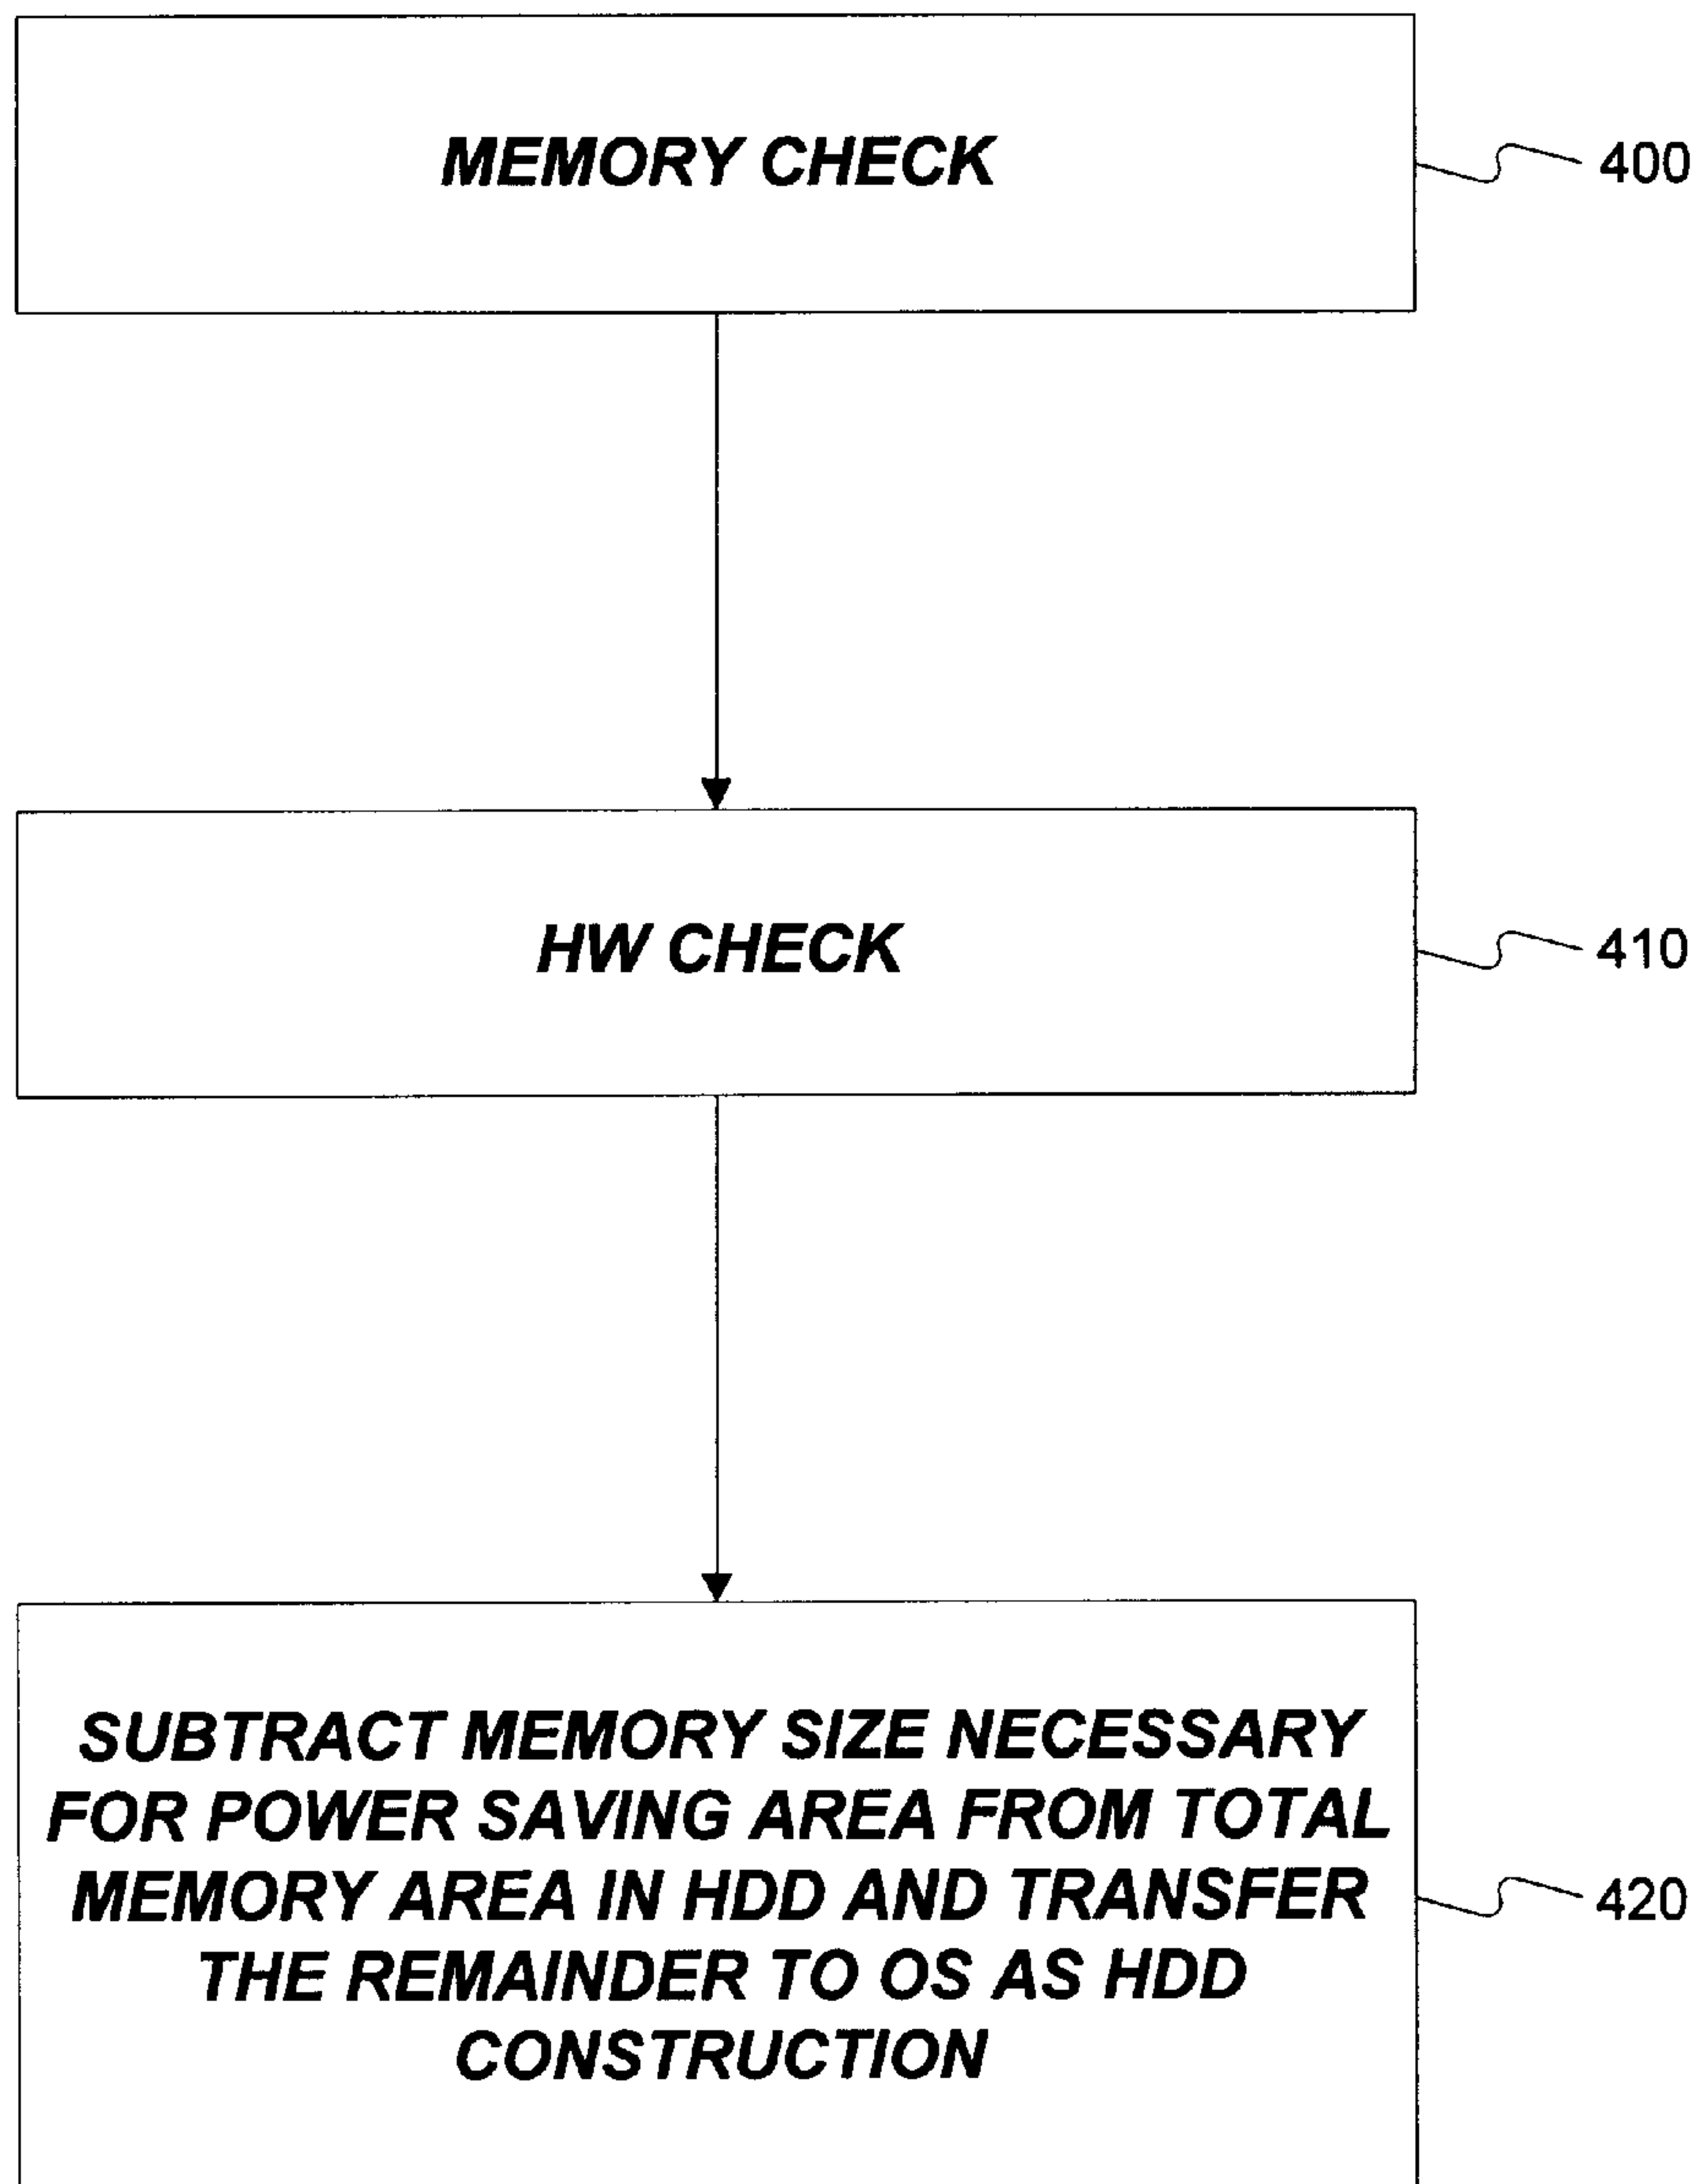 MEMORY CHECK
400
HW CHECK
410
SUBTRACT MEMORY SIZE NECESSARY
FOR POWER SAVING AREA FROM TOTAL
MEMORY AREA IN HDD AND TRANSFER
THE REMAINDER TO OS AS HDD
CONSTRUCTION
420